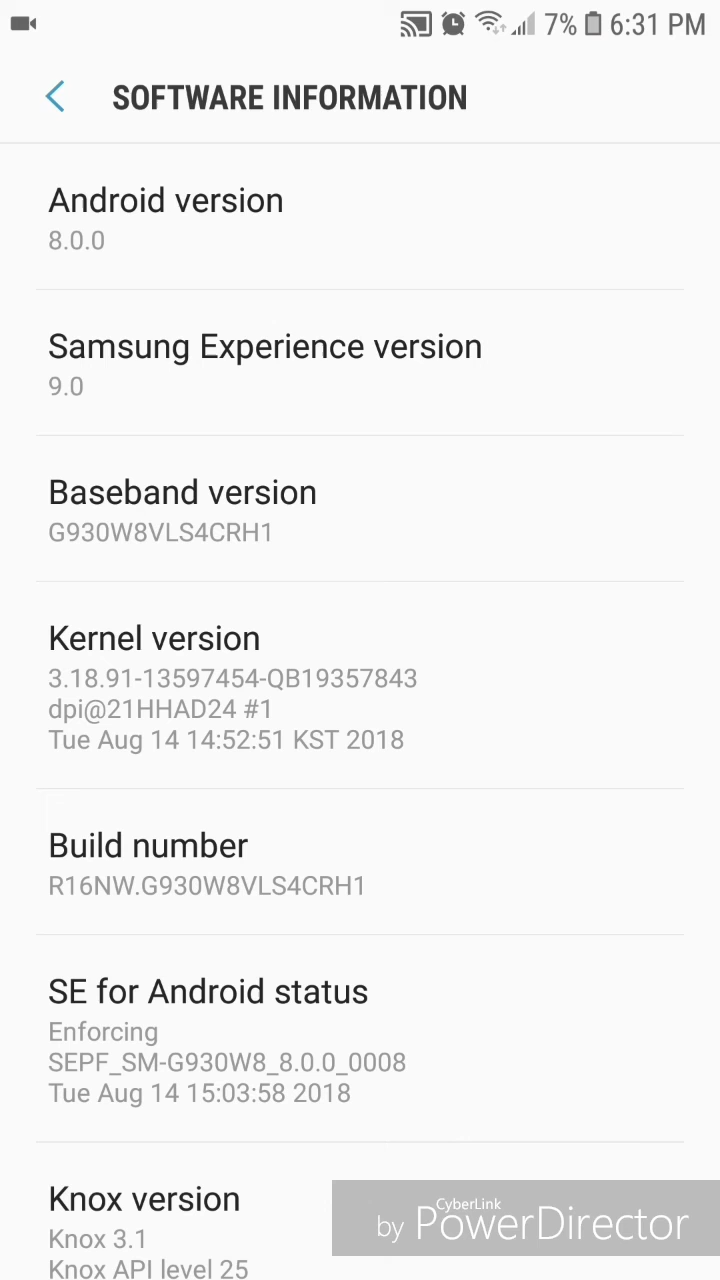 7% 6:31 PM
SOFTWARE INFORMATION
Android version
8.0.0
Samsung Experience version
9.0
Baseband version
G930W8VLS4CRH1
Kernel version
3.18.91-13597454-QB19357843
dpi@21HHAD24 #1
Tue Aug 14 14:52:51 KST 2018
Build number
R16NW.G930W8VLS4CRH1
SE for Android status
Enforcing
SEPF_SM-G930W8_8.0.0_0008
Tue Aug 14 15:03:58 2018
Knox version
Knox 3.1
Knox API level 25
CyberLink
by PowerDirector